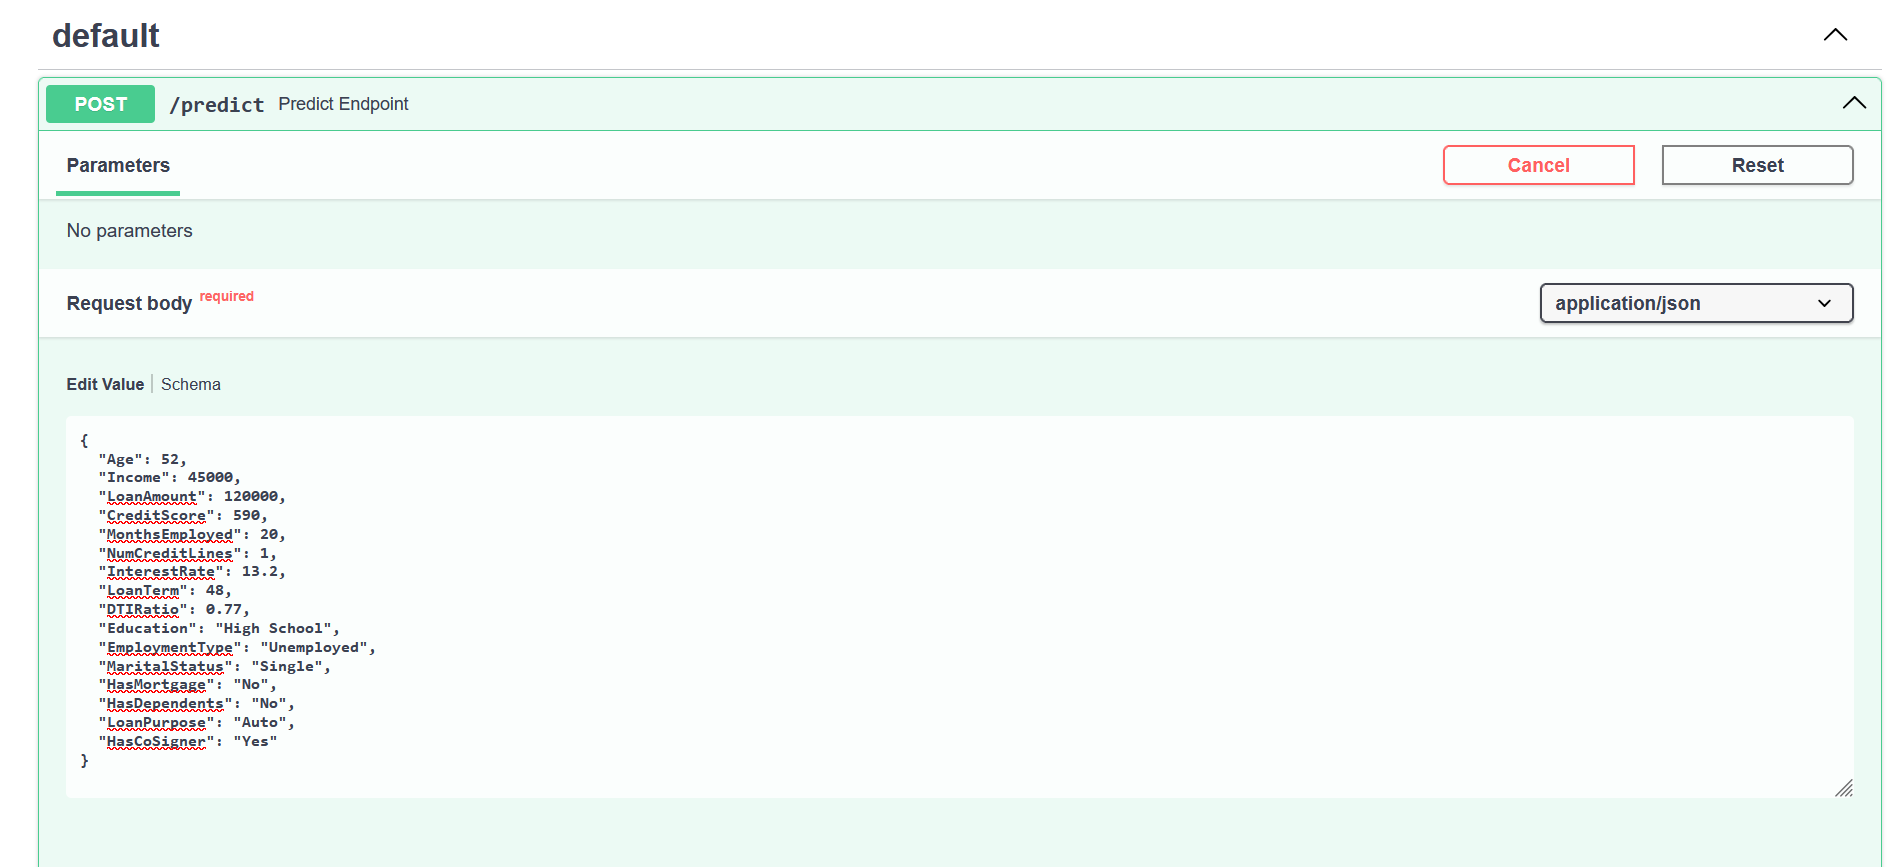 default
POST /predict Predict Endpoint
Parameters
Cancel
Reset
No parameters
Request body required
application/json
Edit Value | Schema
{
  "Age": 52,
  "Income": 45000,
  "LoanAmount": 120000,
  "CreditScore": 590,
  "MonthsEmployed": 20,
  "NumCreditLines": 1,
  "InterestRate": 13.2,
  "LoanTerm": 48,
  "DTIRatio": 0.77,
  "Education": "High School",
  "EmploymentType": "Unemployed",
  "MaritalStatus": "Single",
  "HasMortgage": "No",
  "HasDependents": "No",
  "LoanPurpose": "Auto",
  "HasCoSigner": "Yes"
}